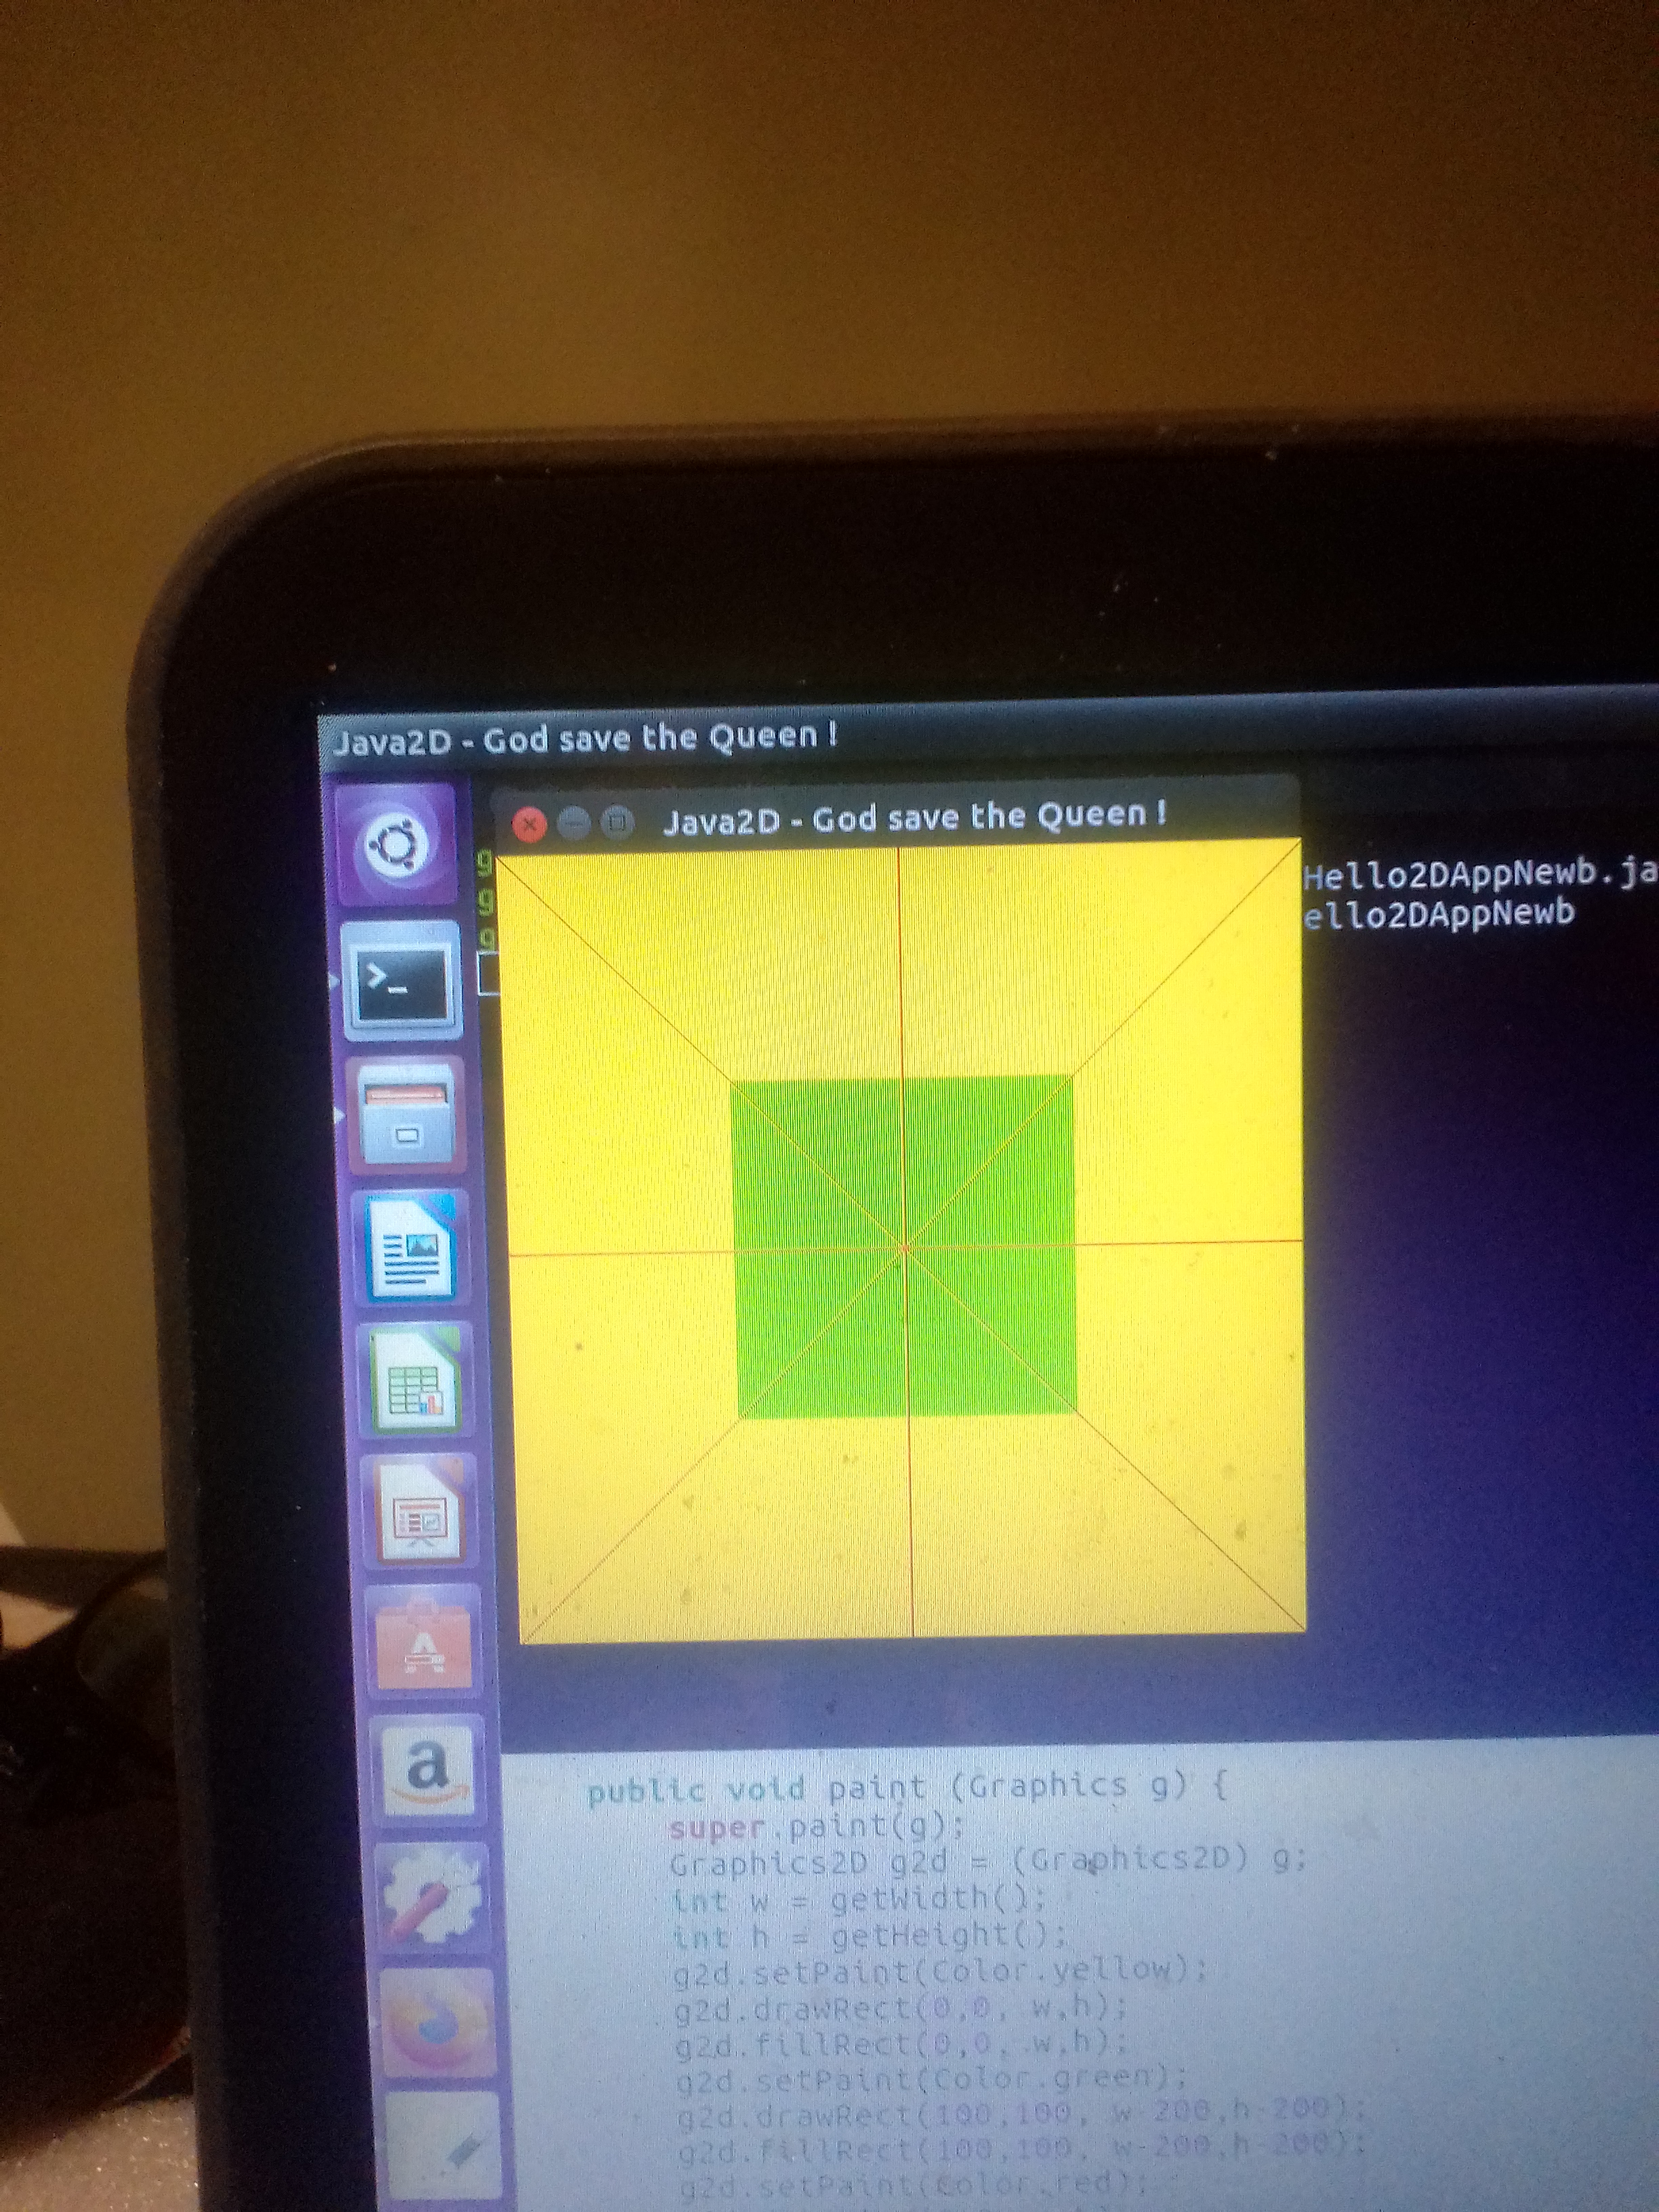 Java2D - God save the Queen !
Java2D - God save the Queen !
g
g
g
Hello2DAppNewb.ja
ello2DAppNewb
>_
A
a
public void paint (Graphics g) {
super.paint(g);
Graphics2D g2d = (Graphics2D) g;
int w = getWidth();
int h = getHeight();
g2d.setPaint(Color.yellow);
g2d.drawRect(0,0, w,h);
g2d.fillRect(0,0, w,h);
g2d.setPaint(Color.green);
g2d.drawRect(100,100, w-200,h-200);
g2d.fillRect(100,100, w-200,h-200);
g2d.setPaint(Color.red);